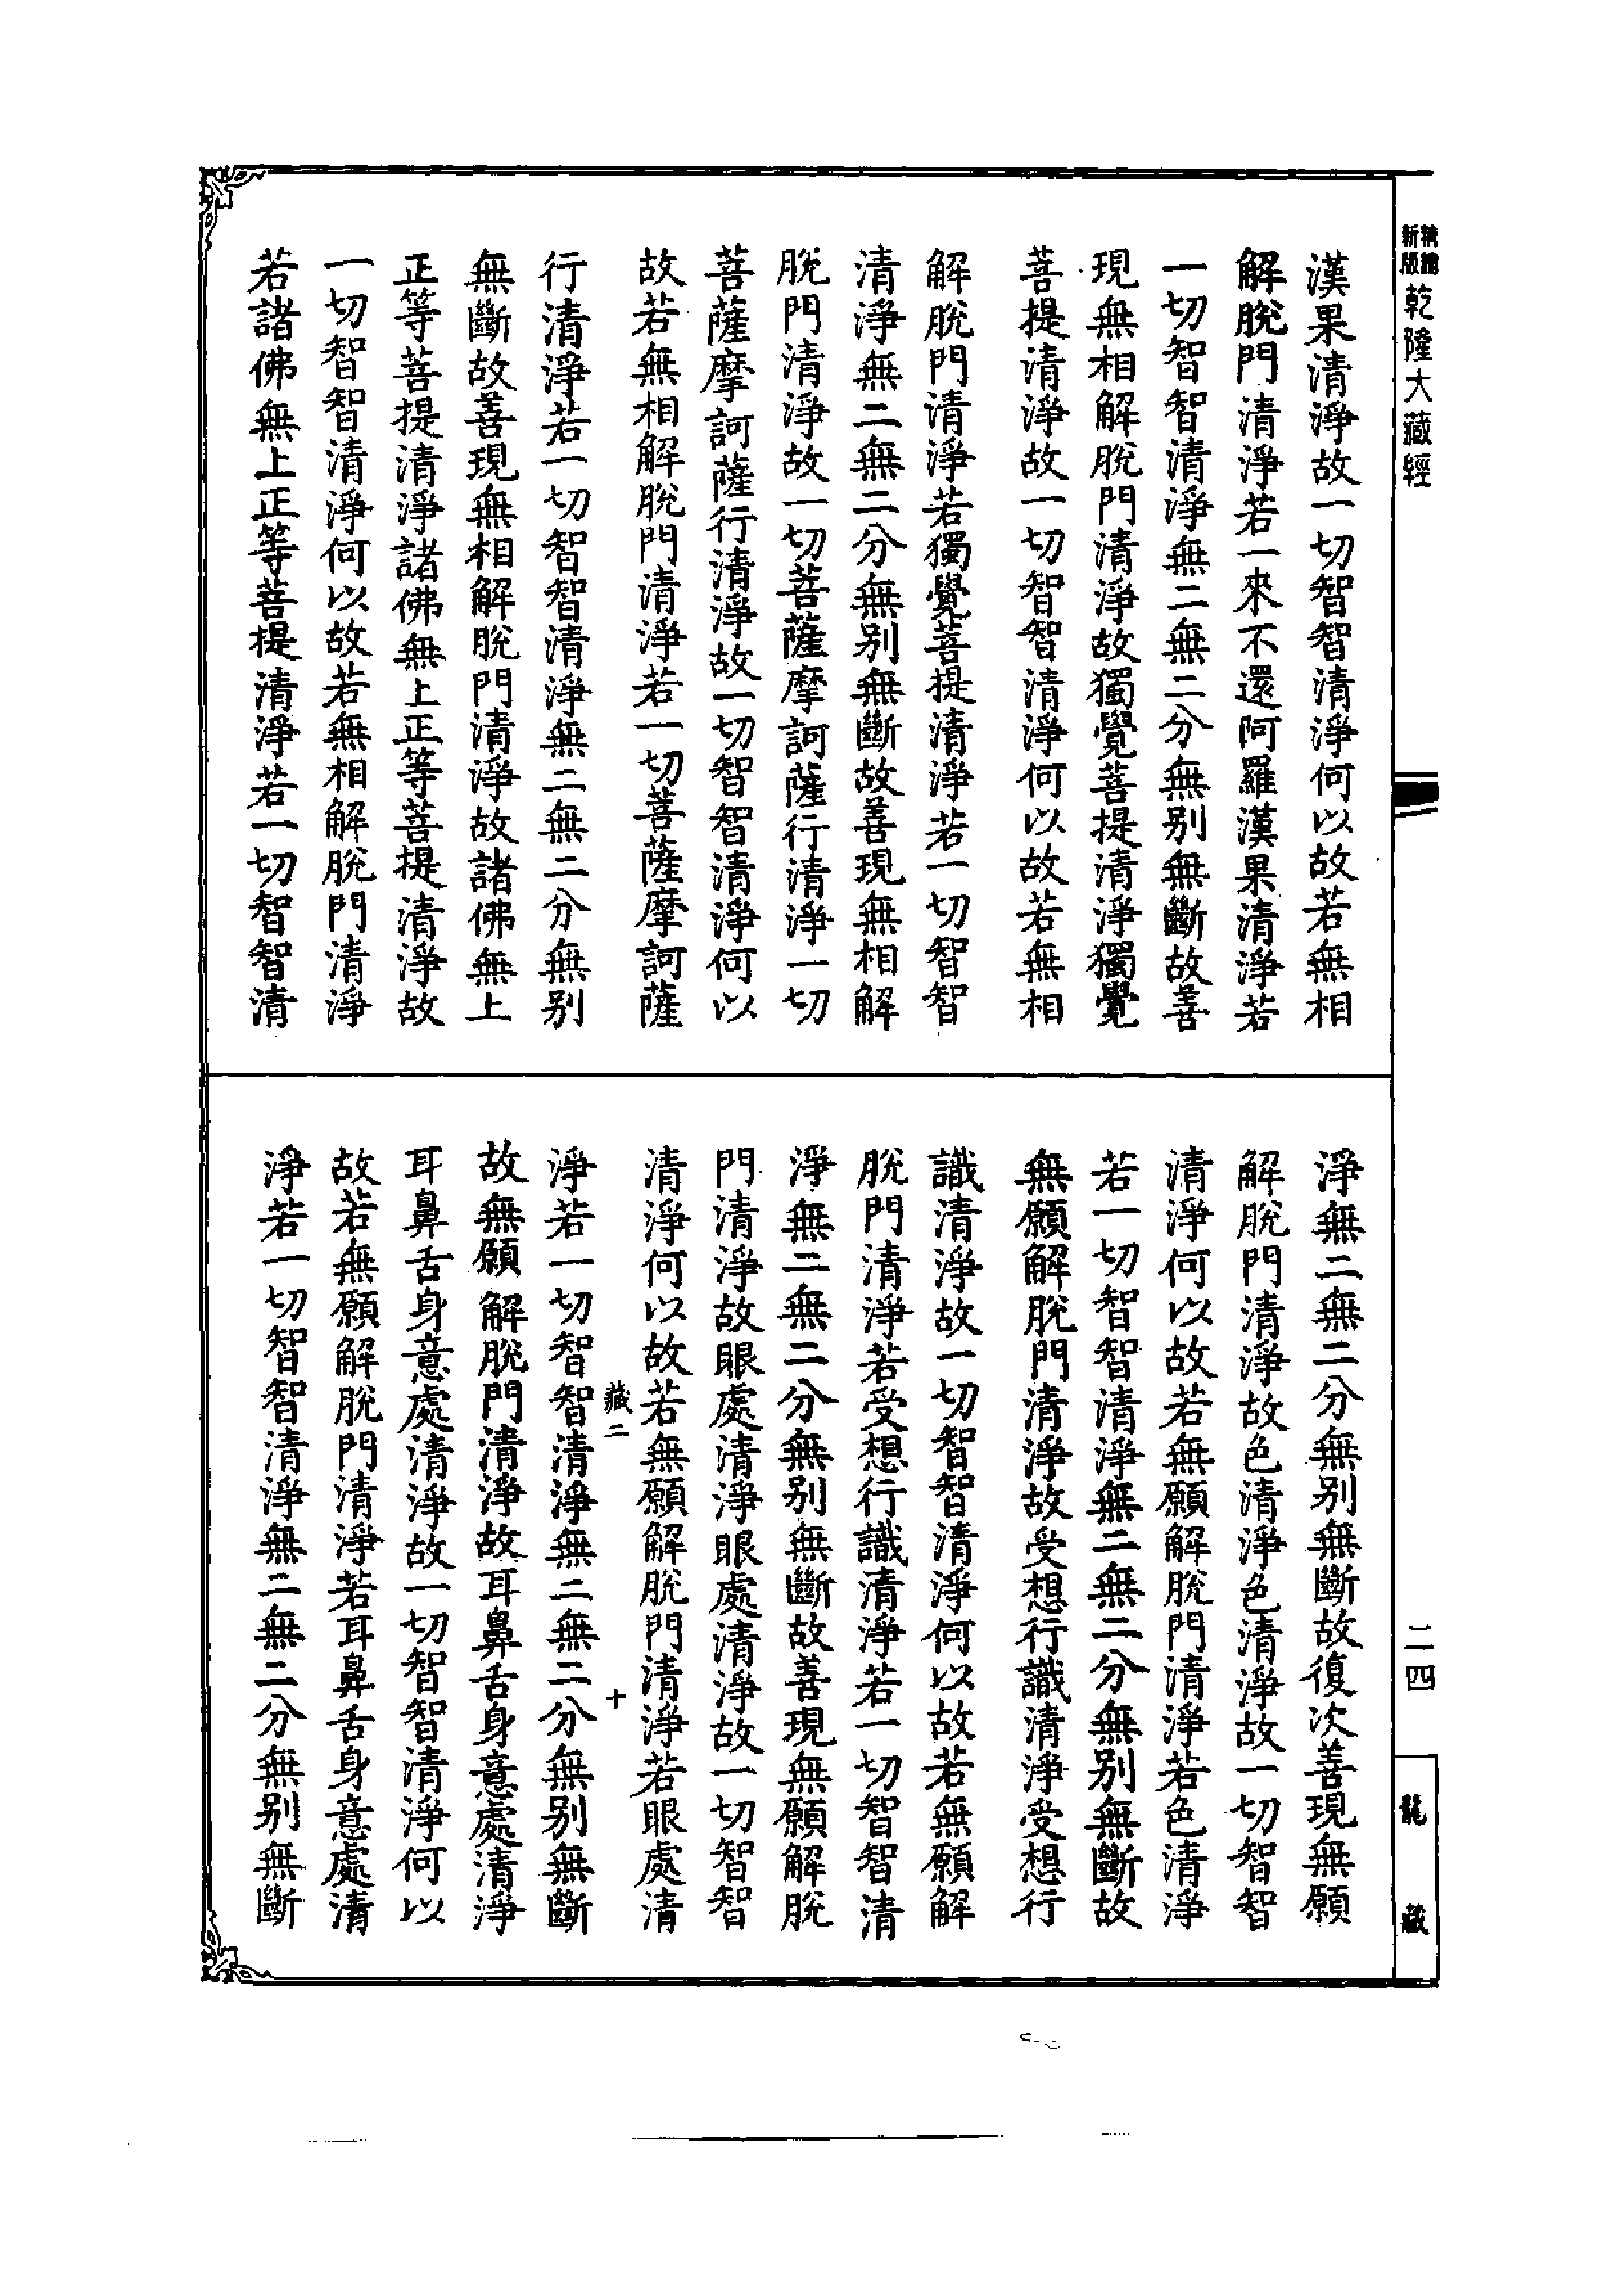 新版
乾隆大藏經
漢果清淨故一切智智清淨何以故若無相
解脫門清淨若一來不還阿羅漢果清淨若
一切智智清淨無二無二分無別無斷故善
現無相解脫門清淨故獨覺菩提清淨獨覺
菩提清淨故一切智智清淨何以故若無相
解脫門清淨若獨覺菩提清淨若一切智智
清淨無二無二分無別無斷故善現無相解
脫門清淨故一切菩薩摩訶薩行清淨一切
菩薩摩訶薩行清淨故一切智智清淨何以
故若無相解脫門清淨若一切菩薩摩訶薩
行清淨若一切智智清淨無二無二分無別
無斷故善現無相解脫門清淨故諸佛無上
正等菩提清淨諸佛無上正等菩提清淨故
一切智智清淨何以故若無相解脫門清淨
若諸佛無上正等菩提清淨若一切智智清
淨無二無二分無別無斷故復次善現無願
解脫門清淨故色清淨色清淨故一切智智
清淨何以故若無願解脫門清淨若色清淨
若一切智智清淨無二無二分無別無斷故
無願解脫門清淨故受想行識清淨受想行
識清淨故一切智智清淨何以故若無願解
脫門清淨若受想行識清淨若一切智智清
淨無二無二分無別無斷故善現無願解脫
門清淨故眼處清淨眼處清淨故一切智智
清淨何以故若無願解脫門清淨若眼處清
藏二
十
淨若一切智智清淨無二無二分無別無斷
故無願解脫門清淨故耳鼻舌身意處清淨
耳鼻舌身意處清淨故一切智智清淨何以
故若無願解脫門清淨若耳鼻舌身意處清
淨若一切智智清淨無二無二分無別無斷
二四
龍藏